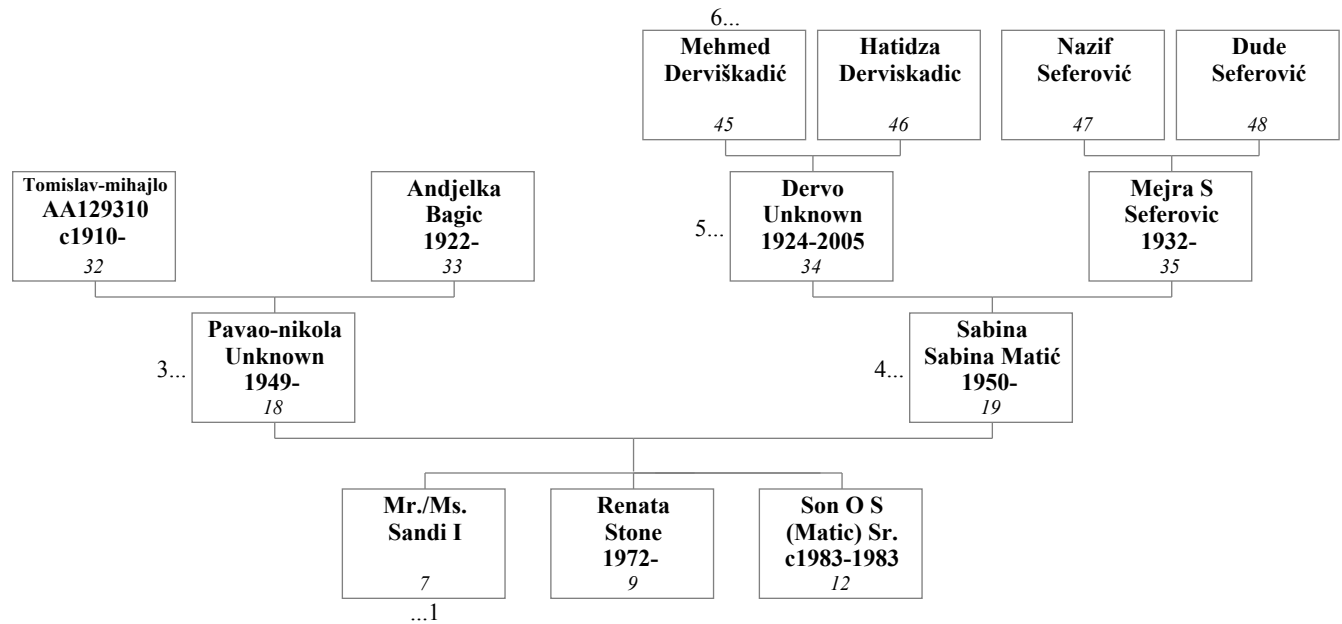 6...
Mehmed
Derviškadić
45
Hatidza
Derviskadic
46
Nazif
Seferović
47
Dude
Seferović
48
Tomislav-mihajlo
AA129310
c1910-
32
Andjelka
Bagic
1922-
33
5...
Dervo
Unknown
1924-2005
34
Mejra S
Seferovic
1932-
35
3...
Pavao-nikola
Unknown
1949-
18
4...
Sabina
Sabina Matić
1950-
19
Mr./Ms.
Sandi I
7
Renata
Stone
1972-
9
Son O S
(Matic) Sr.
c1983-1983
12
...1